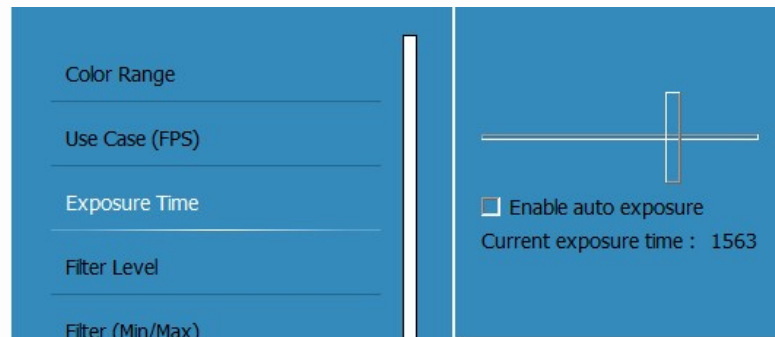 Color Range
Use Case (FPS)
Exposure Time
Filter Level
Filter (Min/Max)
Enable auto exposure
Current exposure time : 1563